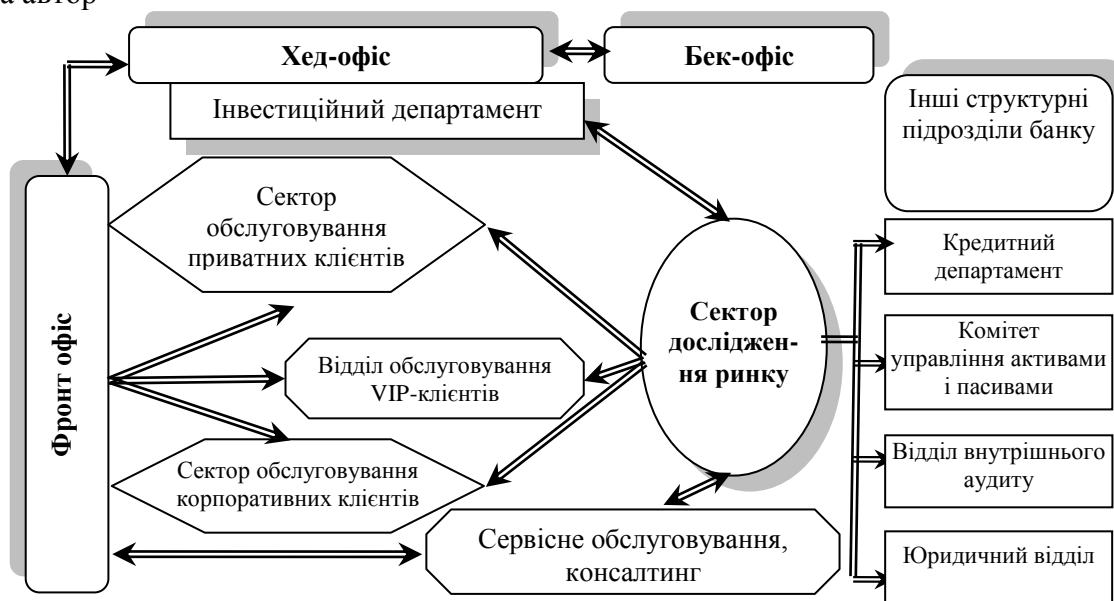 а автор
Хед-офіс
Бек-офіс
Інвестиційний департамент
Інші структурні
підрозділи банку
Сектор
обслуговування
приватних клієнтів
Кредитний
департамент
Фронт офіс
Сектор
дослідження-
ня ринку
Відділ обслуговування
VIP-клієнтів
Комітет
управління активами
і пасивами
Сектор обслуговування
корпоративних клієнтів
Відділ внутрішнього
аудиту
Сервісне обслуговування,
консалтинг
Юридичний відділ